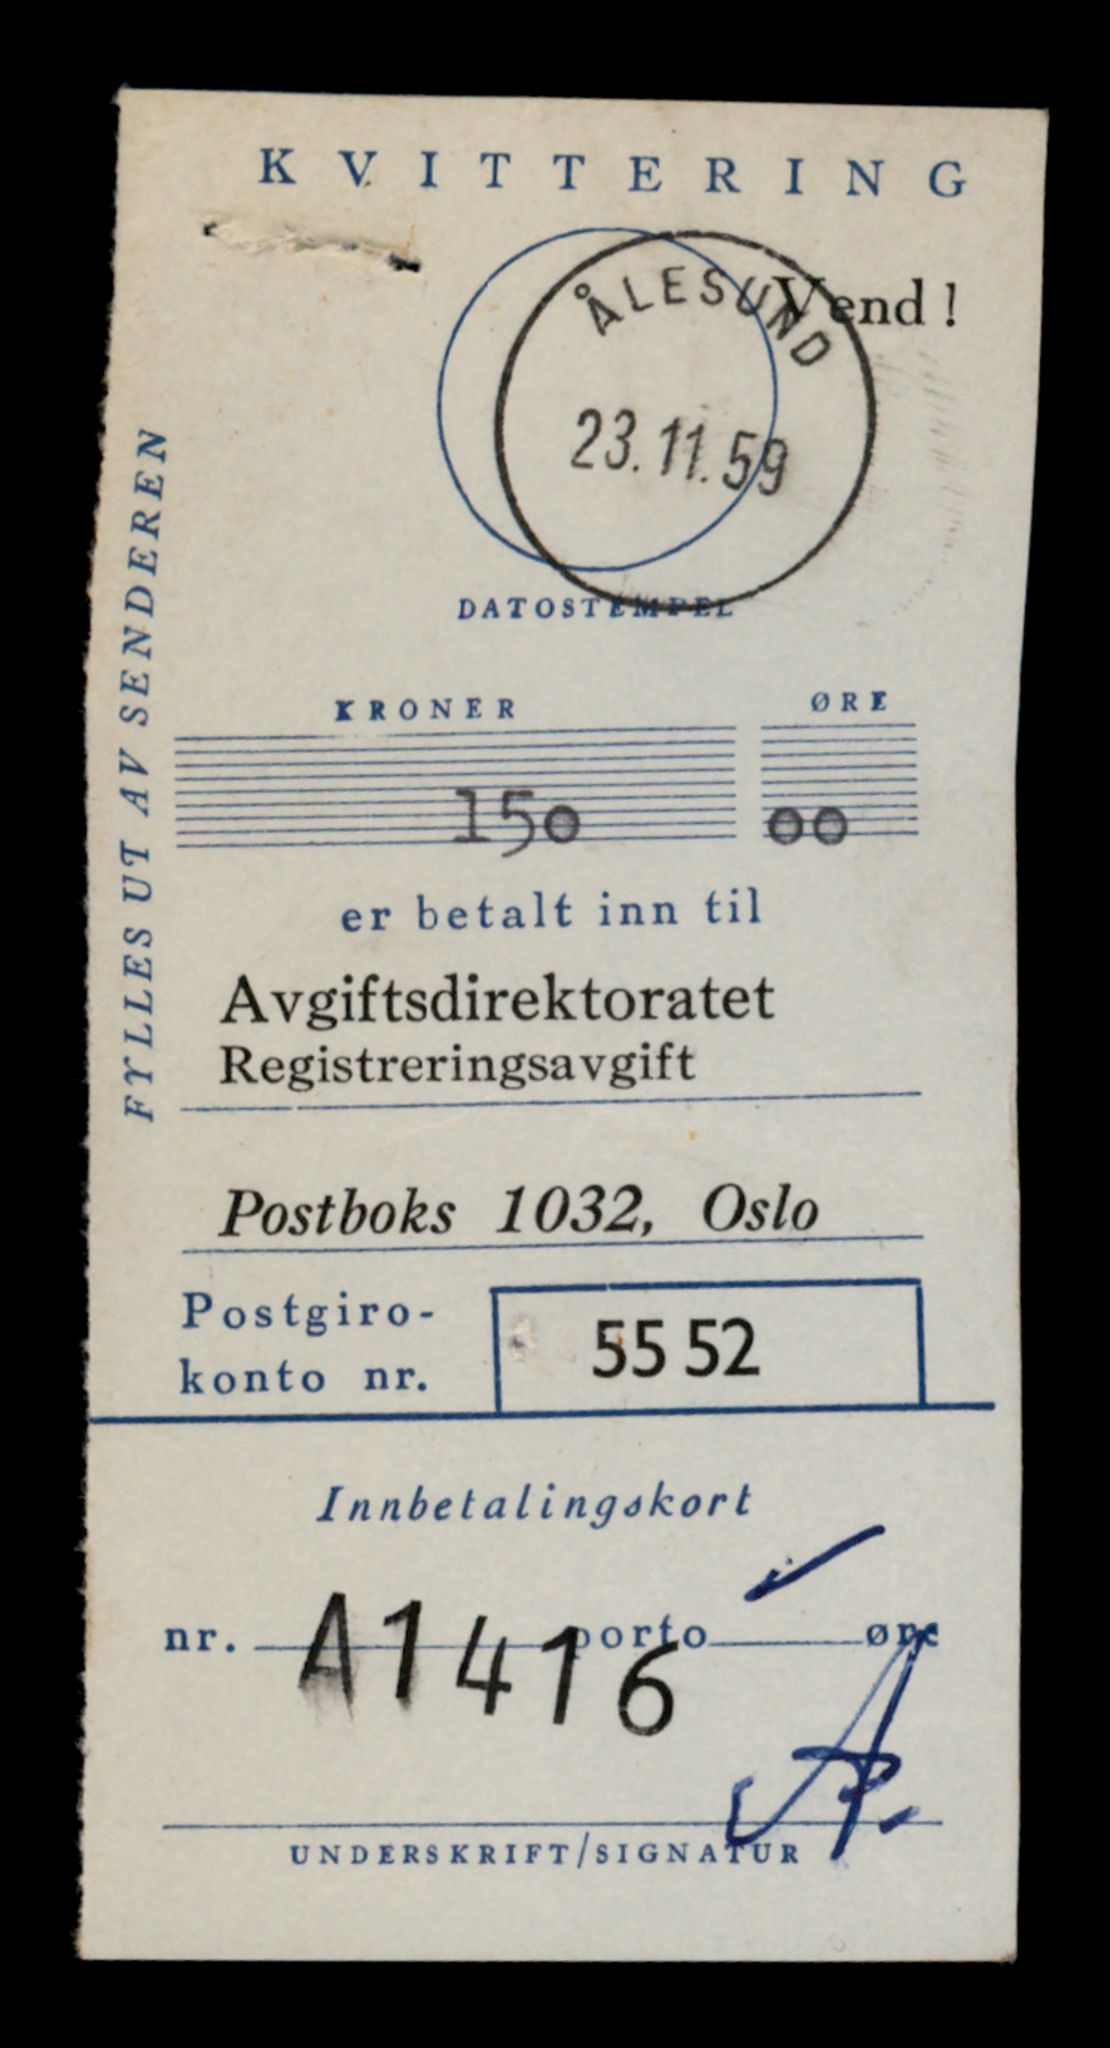 KVITTERING
Vend !
ÅLESUND
23.11.59
DATOSTEMPEL
FYLLES UT AV SENDEREN
KRONER ØRE
150 00
er betalt inn til
Avgiftsdirektoratet
Registreringsavgift
Postboks 1032, Oslo
Postgiro-
konto nr.
55 52
Innbetalingskort
nr. porto øre
A1416
UNDERSKRIFT/SIGNATUR